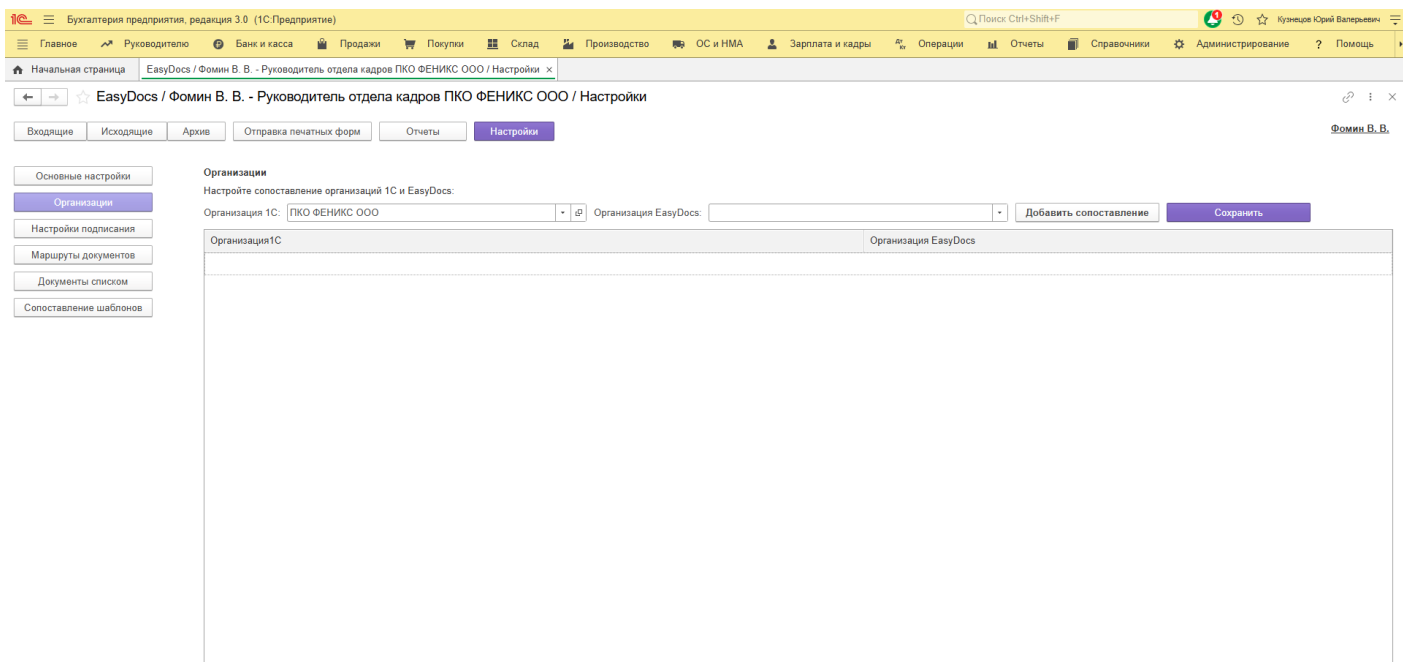 1С Бухгалтерия предприятия, редакция 3.0 (1С:Предприятие) Поиск Ctrl+Shift+F 1 Кузнецов Юрий Валерьевич
Главное Руководителю Банк и касса Продажи Покупки Склад Производство ОС и НМА Зарплата и кадры Дт Кт Операции Отчеты Справочники Администрирование ? Помощь
Начальная страница EasyDocs / Фомин В. В. - Руководитель отдела кадров ПКО ФЕНИКС ООО / Настройки ×
EasyDocs / Фомин В. В. - Руководитель отдела кадров ПКО ФЕНИКС ООО / Настройки
Входящие Исходящие Архив Отправка печатных форм Отчеты Настройки Фомин В. В.
Основные настройки
Организации
Настройки подписания
Маршруты документов
Документы списком
Сопоставление шаблонов
Организации
Настройте сопоставление организаций 1С и EasyDocs:
Организация 1С: ПКО ФЕНИКС ООО Организация EasyDocs: Добавить сопоставление Сохранить
Организация1С Организация EasyDocs